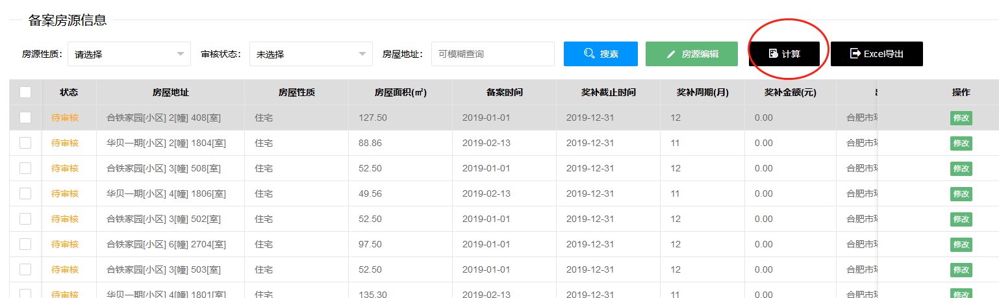 备案房源信息
房源性质： 请选择 审核状态： 未选择 房屋地址： 可模糊查询 搜素 房源编辑 计算 Excel导出
状态 房屋地址 房屋性质 房屋面积(㎡) 备案时间 奖补截止时间 奖补周期(月) 奖补金额(元) 操作
待审核 合铁家园[小区] 2[幢] 408[室] 住宅 127.50 2019-01-01 2019-12-31 12 0.00 合肥市 修改
待审核 华贝一期[小区] 2[幢] 1804[室] 住宅 88.86 2019-02-13 2019-12-31 11 0.00 合肥市 修改
待审核 合铁家园[小区] 3[幢] 508[室] 住宅 52.50 2019-01-01 2019-12-31 12 0.00 合肥市 修改
待审核 华贝一期[小区] 4[幢] 1806[室] 住宅 49.56 2019-02-13 2019-12-31 11 0.00 合肥市 修改
待审核 合铁家园[小区] 3[幢] 502[室] 住宅 52.50 2019-01-01 2019-12-31 12 0.00 合肥市 修改
待审核 合铁家园[小区] 6[幢] 2704[室] 住宅 97.50 2019-01-01 2019-12-31 12 0.00 合肥市 修改
待审核 合铁家园[小区] 3[幢] 503[室] 住宅 52.50 2019-01-01 2019-12-31 12 0.00 合肥市 修改
待审核 华贝一期[小区] 4[幢] 1801[室] 住宅 135.30 2019-02-13 2019-12-31 11 0.00 合肥市 修改